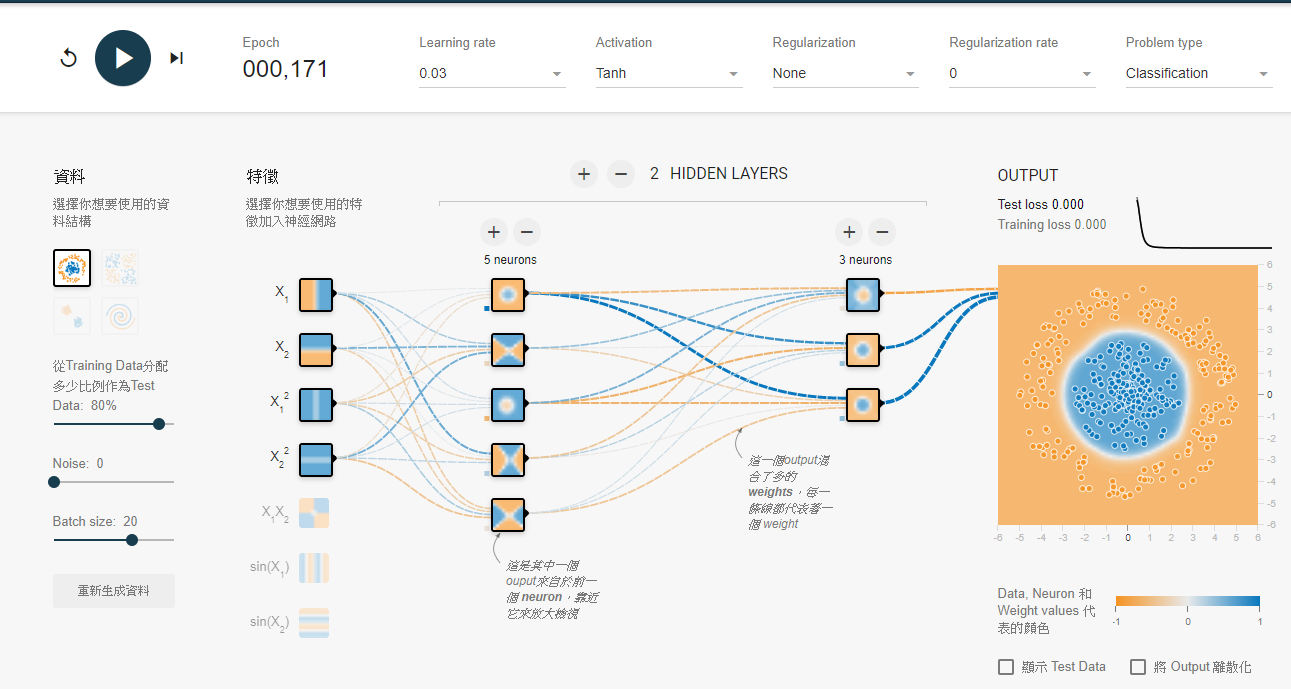 Epoch
000,171
Learning rate
0.03
Activation
Tanh
Regularization
None
Regularization rate
0
Problem type
Classification
資料
選擇你想要使用的資
料結構
從Training Data分配
多少比例作為Test
Data: 80%
Noise: 0
Batch size: 20
重新生成資料
特徵
選擇你想要使用的特
徵加入神經網路
X1
X2
X1²
X2²
X1X2
sin(X1)
sin(X2)
+ − 2 HIDDEN LAYERS
+ −
5 neurons
+ −
3 neurons
這是其中一個
ouput來自於前一
個 neuron，靠近
它來放大檢視
這一個output混
合了多的
weights，每一
條線都代表著一
個 weight
OUTPUT
Test loss 0.000
Training loss 0.000
6
5
4
3
2
1
0
-1
-2
-3
-4
-5
-6
-6 -5 -4 -3 -2 -1 0 1 2 3 4 5 6
Data, Neuron 和
Weight values 代
表的顏色
-1 0 1
顯示 Test Data
將 Output 離散化